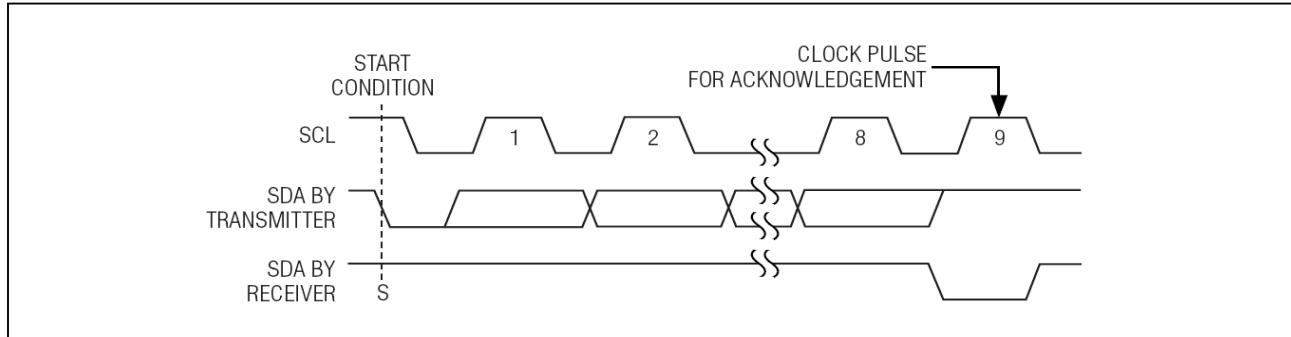 START
CONDITION
CLOCK PULSE
FOR ACKNOWLEDGEMENT
SCL
1
2
8
9
SDA BY
TRANSMITTER
SDA BY
RECEIVER
S